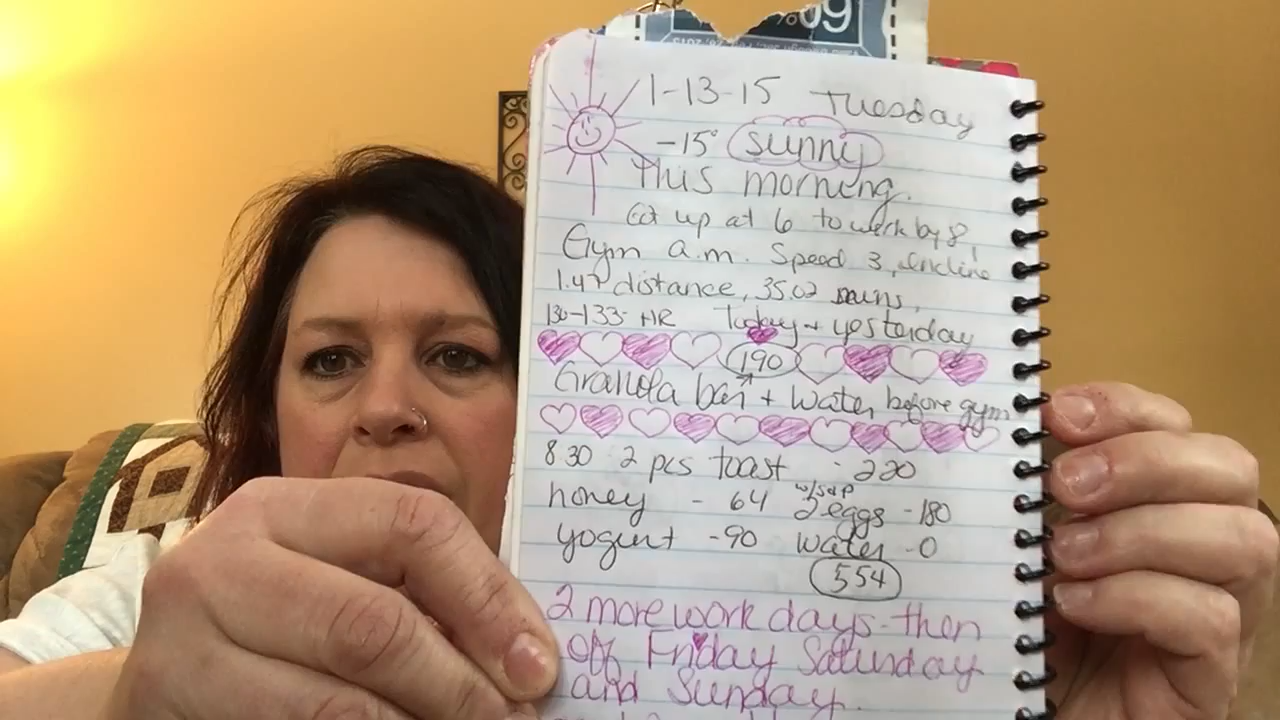 60%
1-13-15 Tuesday
-15° sunny
This morning.
Got up at 6 to work by 8,
Gym a.m. Speed 3, incline
1.47 distance, 35.02 mins,
130-133- HR Today + yesterday
190
Granola bar + water before gym
8:30 2 pcs toast - 220
honey - 64 w/s&p 2 eggs - 180
yogurt - 90 water - 0
554
2 more work days - then
off Friday Saturday
and Sunday.